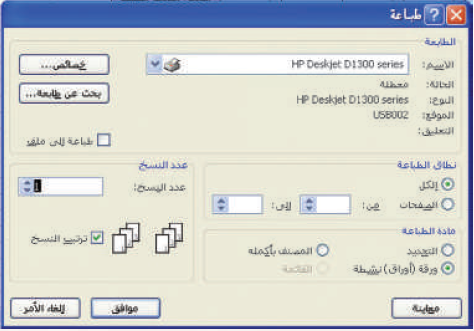 طباعة
الطابعة
الاسم:
HP Deskjet D1300 series
خصائص...
الحالة:
معطلة
النوع:
HP Deskjet D1300 series
بحث عن طابعة...
الموقع:
USB002
التعليق:
طباعة إلى ملف
نطاق الطباعة
الكل
الصفحات
من:
إلى:
عدد النسخ
عدد النسخ:
1
ترتيب النسخ
مادة الطباعة
التحديد
المصنف بأكمله
ورقة (أوراق) نشطة
القائمة
معاينة
موافق
إلغاء الأمر